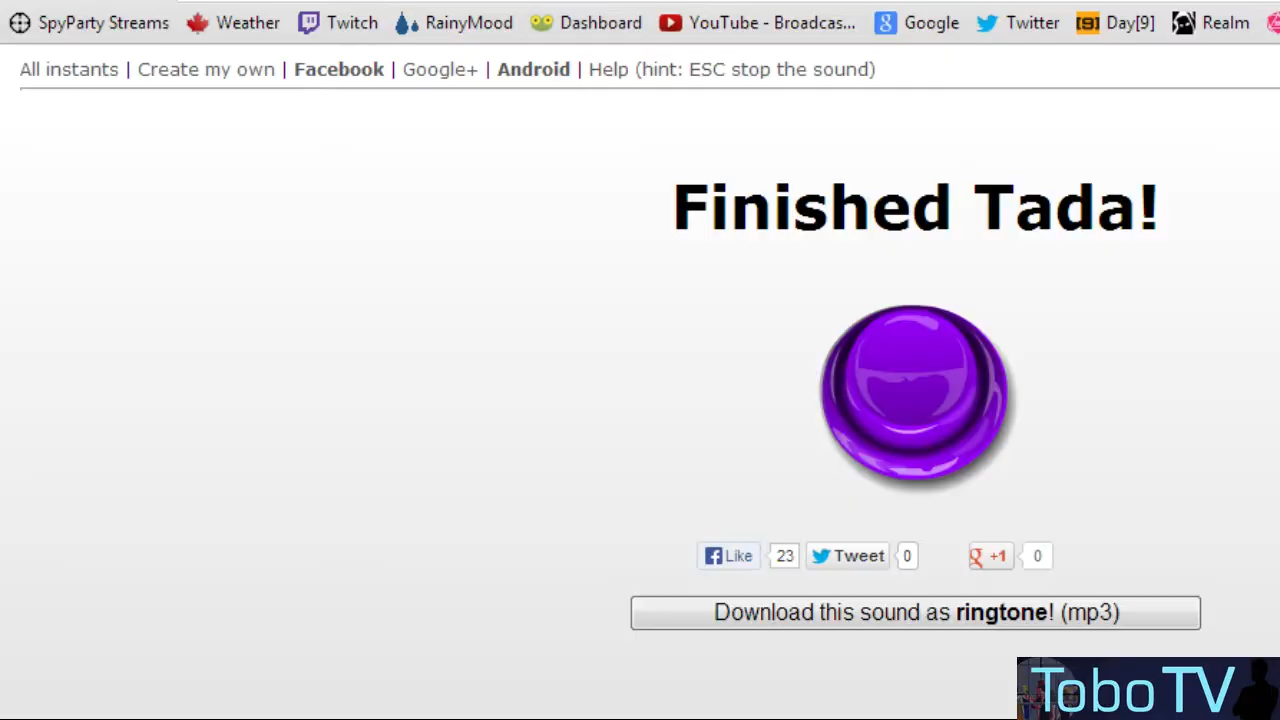 SpyParty Streams Weather Twitch RainyMood Dashboard YouTube - Broadcas... Google Twitter [9] Day[9] Realm
All instants | Create my own | Facebook | Google+ | Android | Help (hint: ESC stop the sound)
Finished Tada!
Like 23 Tweet 0 +1 0
Download this sound as ringtone! (mp3)
ToboTV